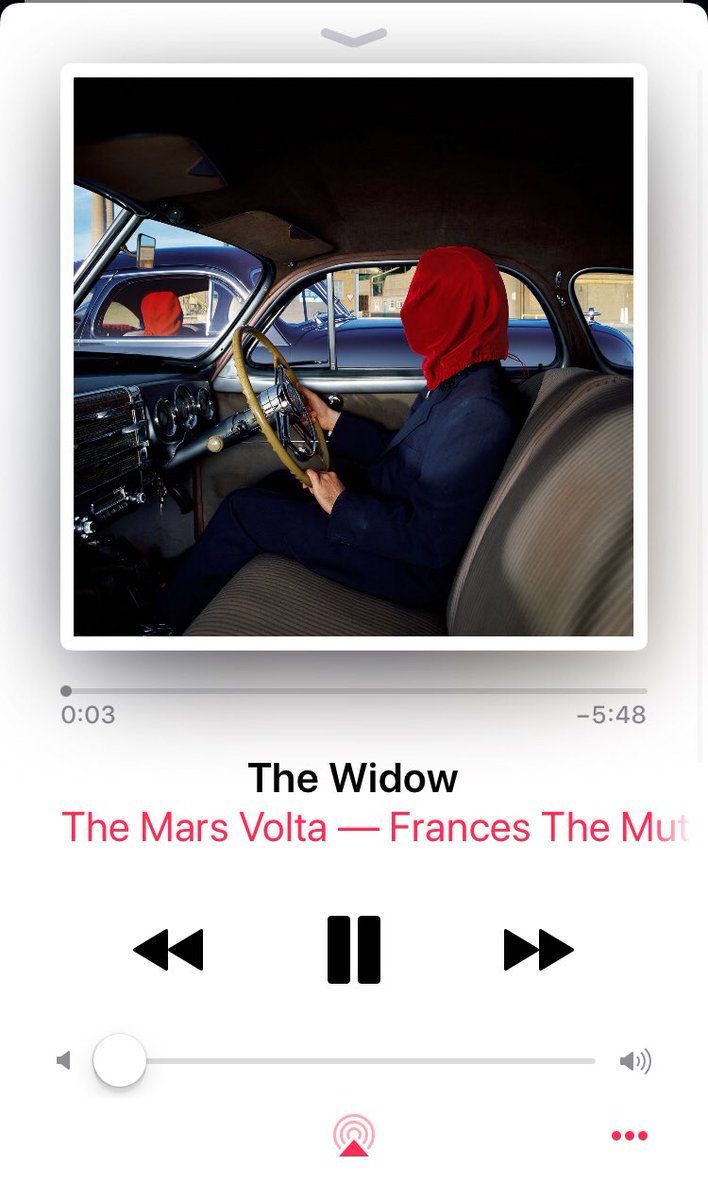 0:03
−5:48
The Widow
The Mars Volta — Frances The Mut